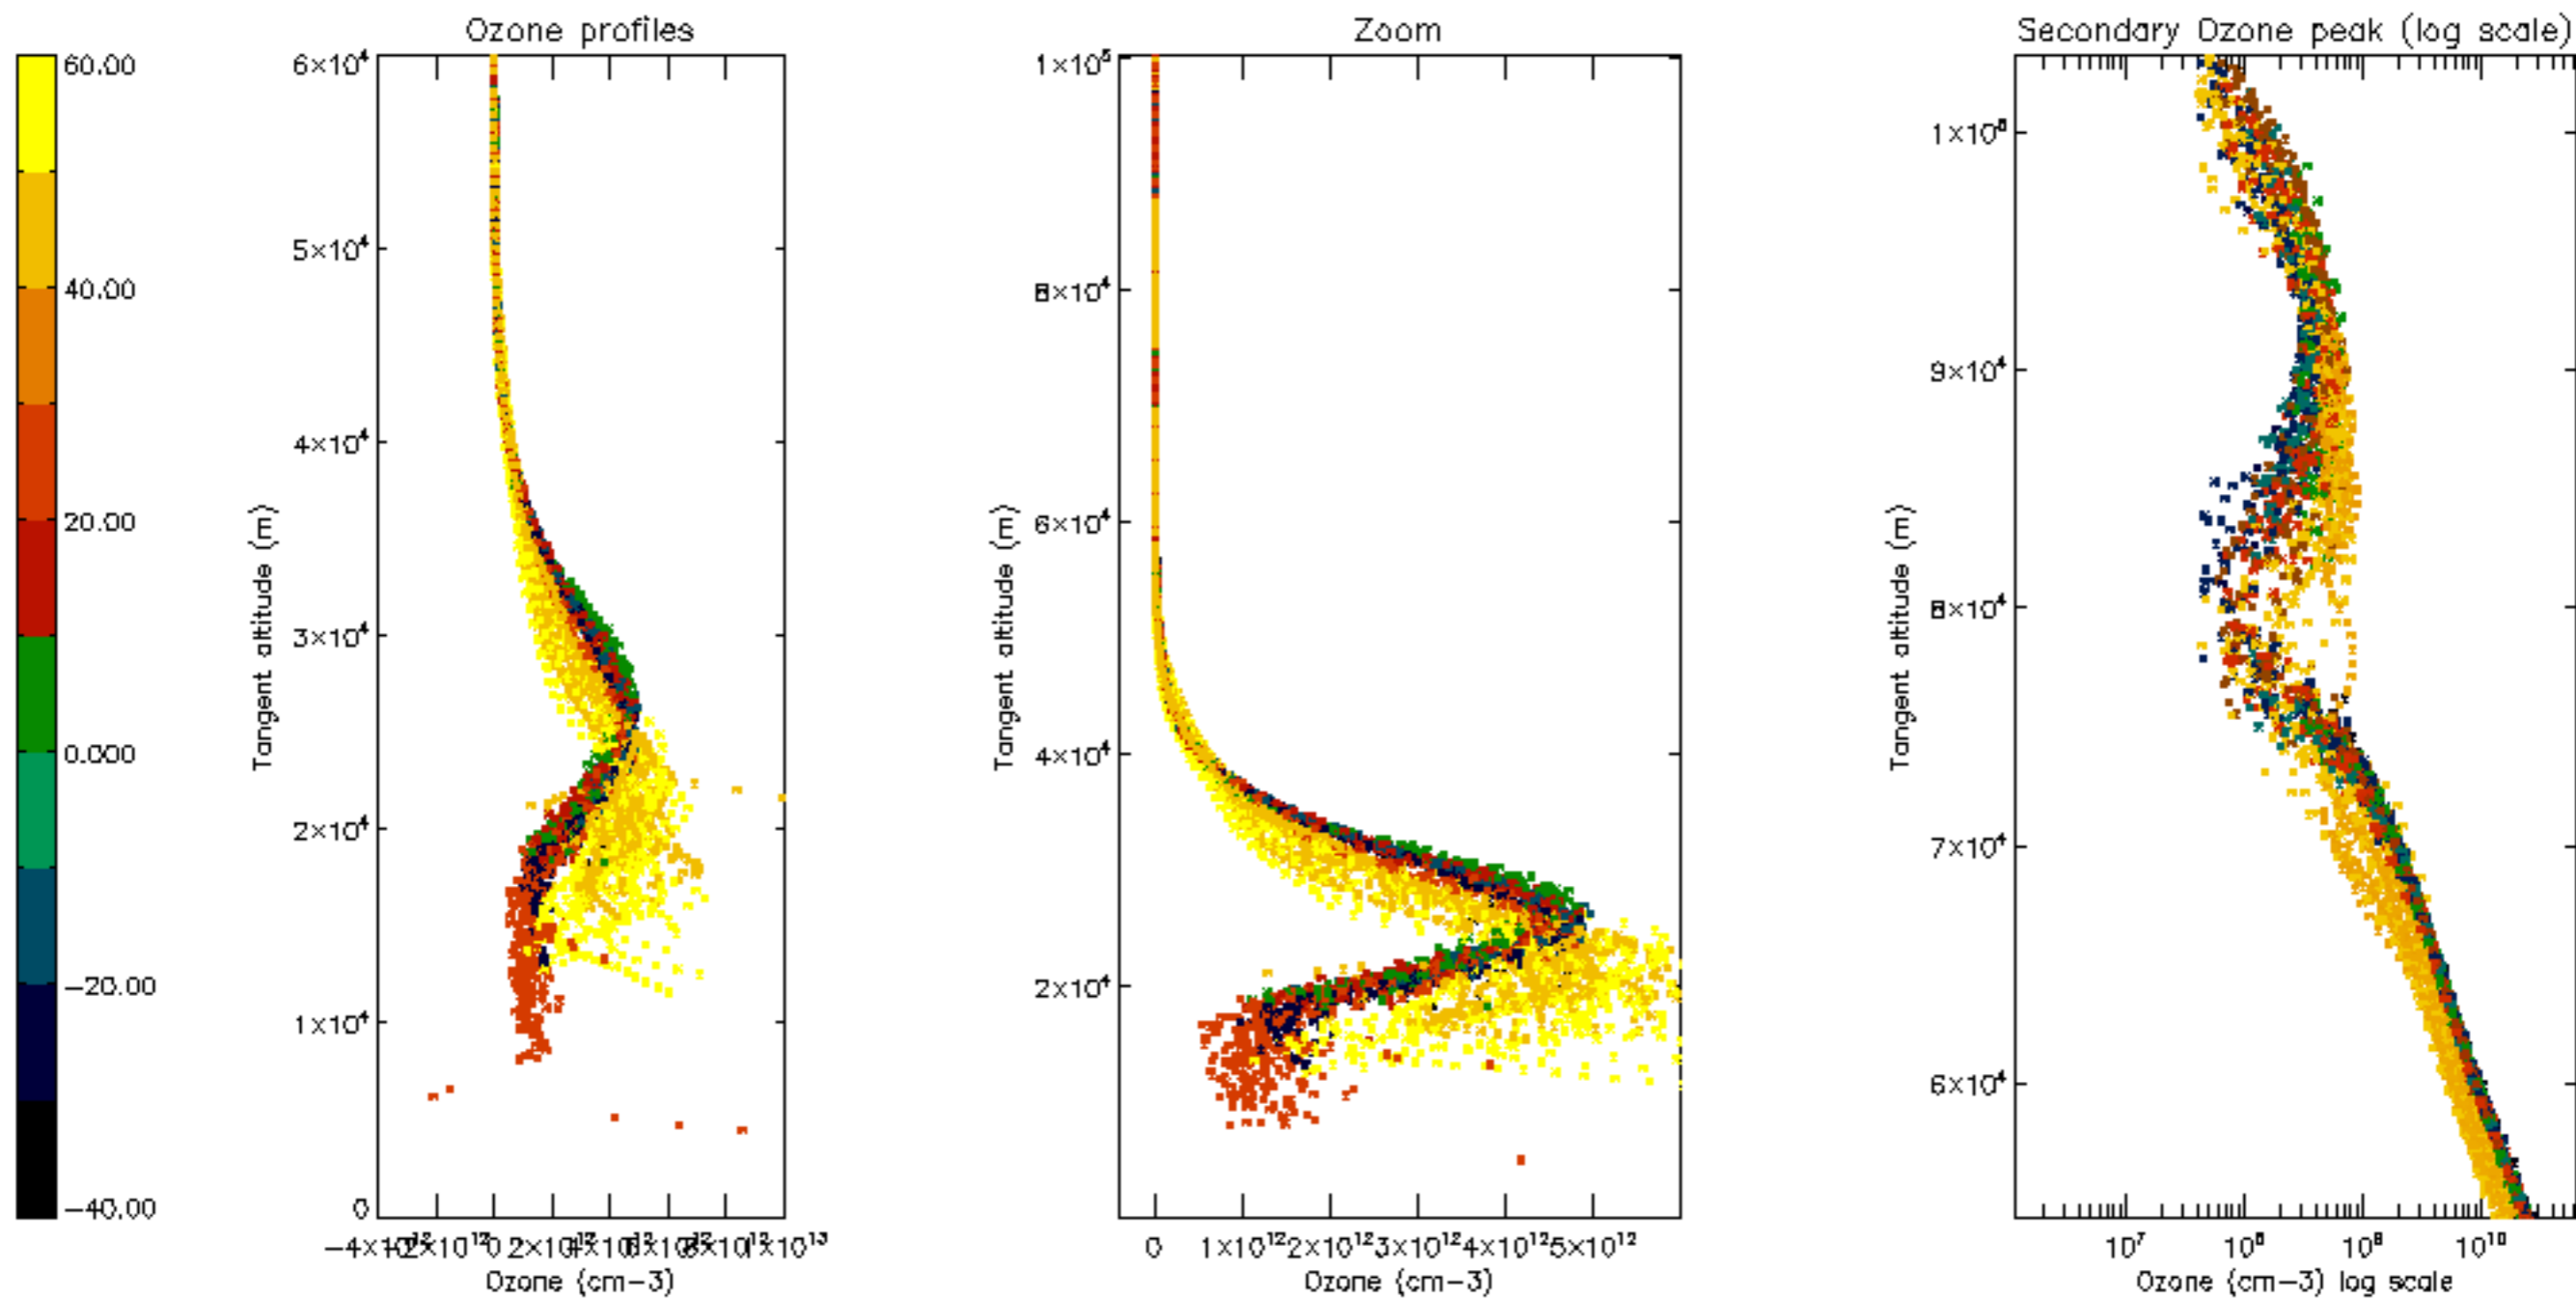 Ozone profiles
Zoom
Secondary Ozone peak (log scale)
60.00
40.00
20.00
0.000
−20.00
−40.00
6×10⁴
5×10⁴
4×10⁴
3×10⁴
2×10⁴
1×10⁴
0
Tangent altitude (m)
0
2×10¹²
1×10¹³
Ozone (cm−3)
1×10⁵
8×10⁴
6×10⁴
4×10⁴
2×10⁴
Tangent altitude (m)
0 1×10¹² 2×10¹² 3×10¹² 4×10¹² 5×10¹²
Ozone (cm−3)
9×10⁴
8×10⁴
7×10⁴
6×10⁴
Tangent altitude (m)
10⁷ 10⁸ 10⁹ 10¹⁰
Ozone (cm−3) log scale